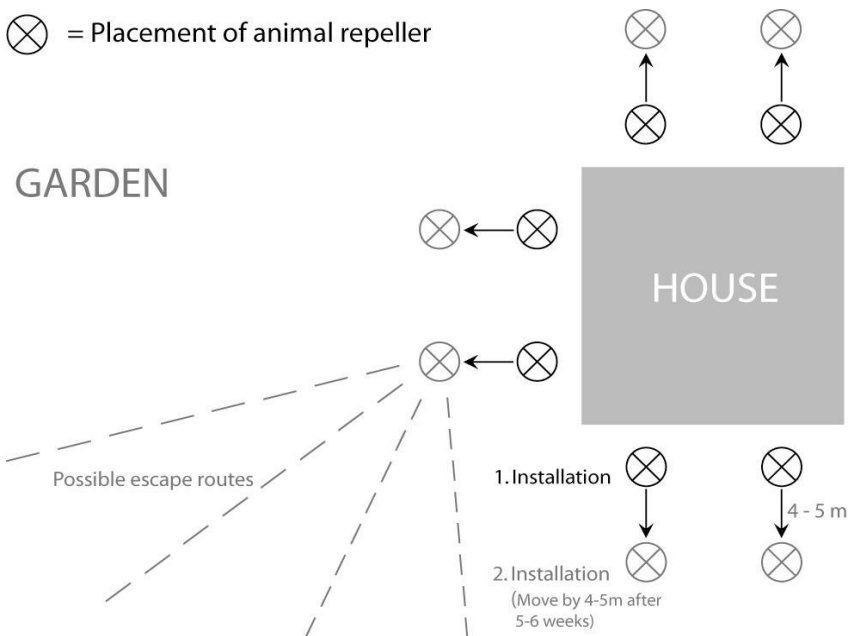 = Placement of animal repeller
GARDEN
HOUSE
Possible escape routes
1. Installation
4 - 5 m
2. Installation
(Move by 4-5m after
5-6 weeks)